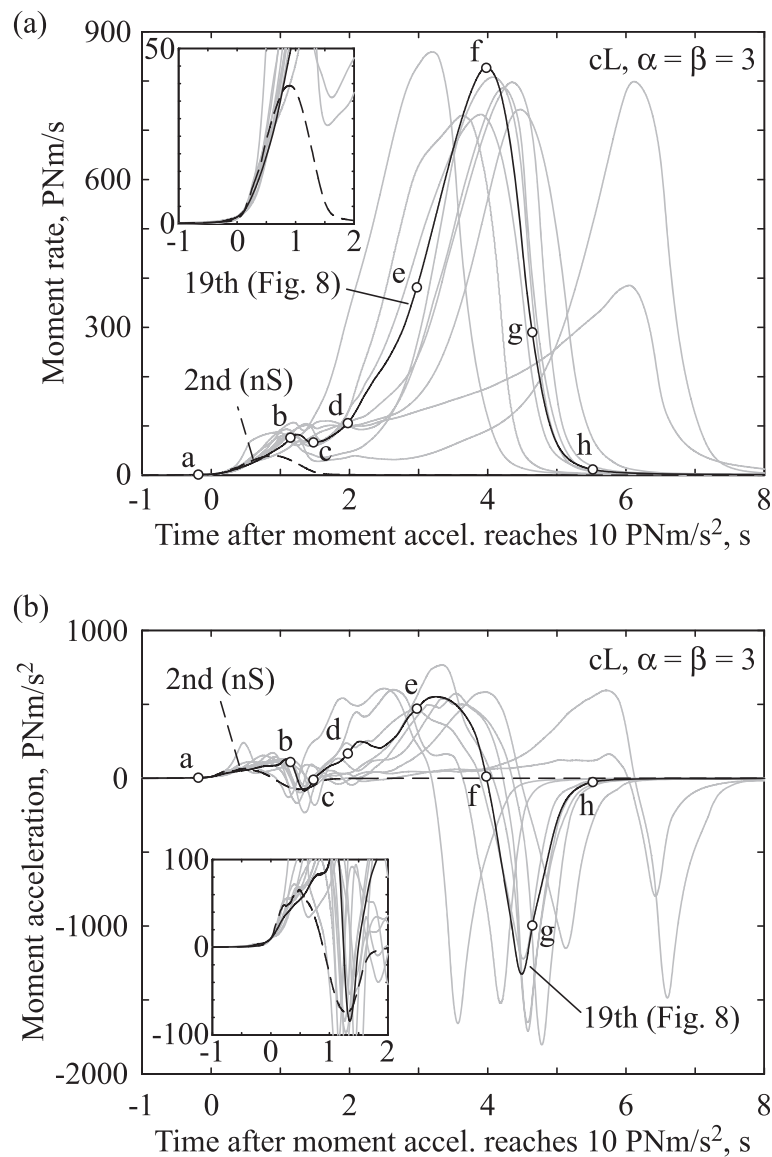 (a)
900
600
300
0
Moment rate, PNm/s
cL, α = β = 3
50
0
-1 0 1 2
19th (Fig. 8)
2nd (nS)
a
b
c
d
e
f
g
h
-1 0 2 4 6 8
Time after moment accel. reaches 10 PNm/s², s
(b)
1000
0
-1000
-2000
Moment acceleration, PNm/s²
cL, α = β = 3
2nd (nS)
a
b
c
d
e
f
g
h
100
0
-100
-1 0 1 2
19th (Fig. 8)
-1 0 2 4 6 8
Time after moment accel. reaches 10 PNm/s², s